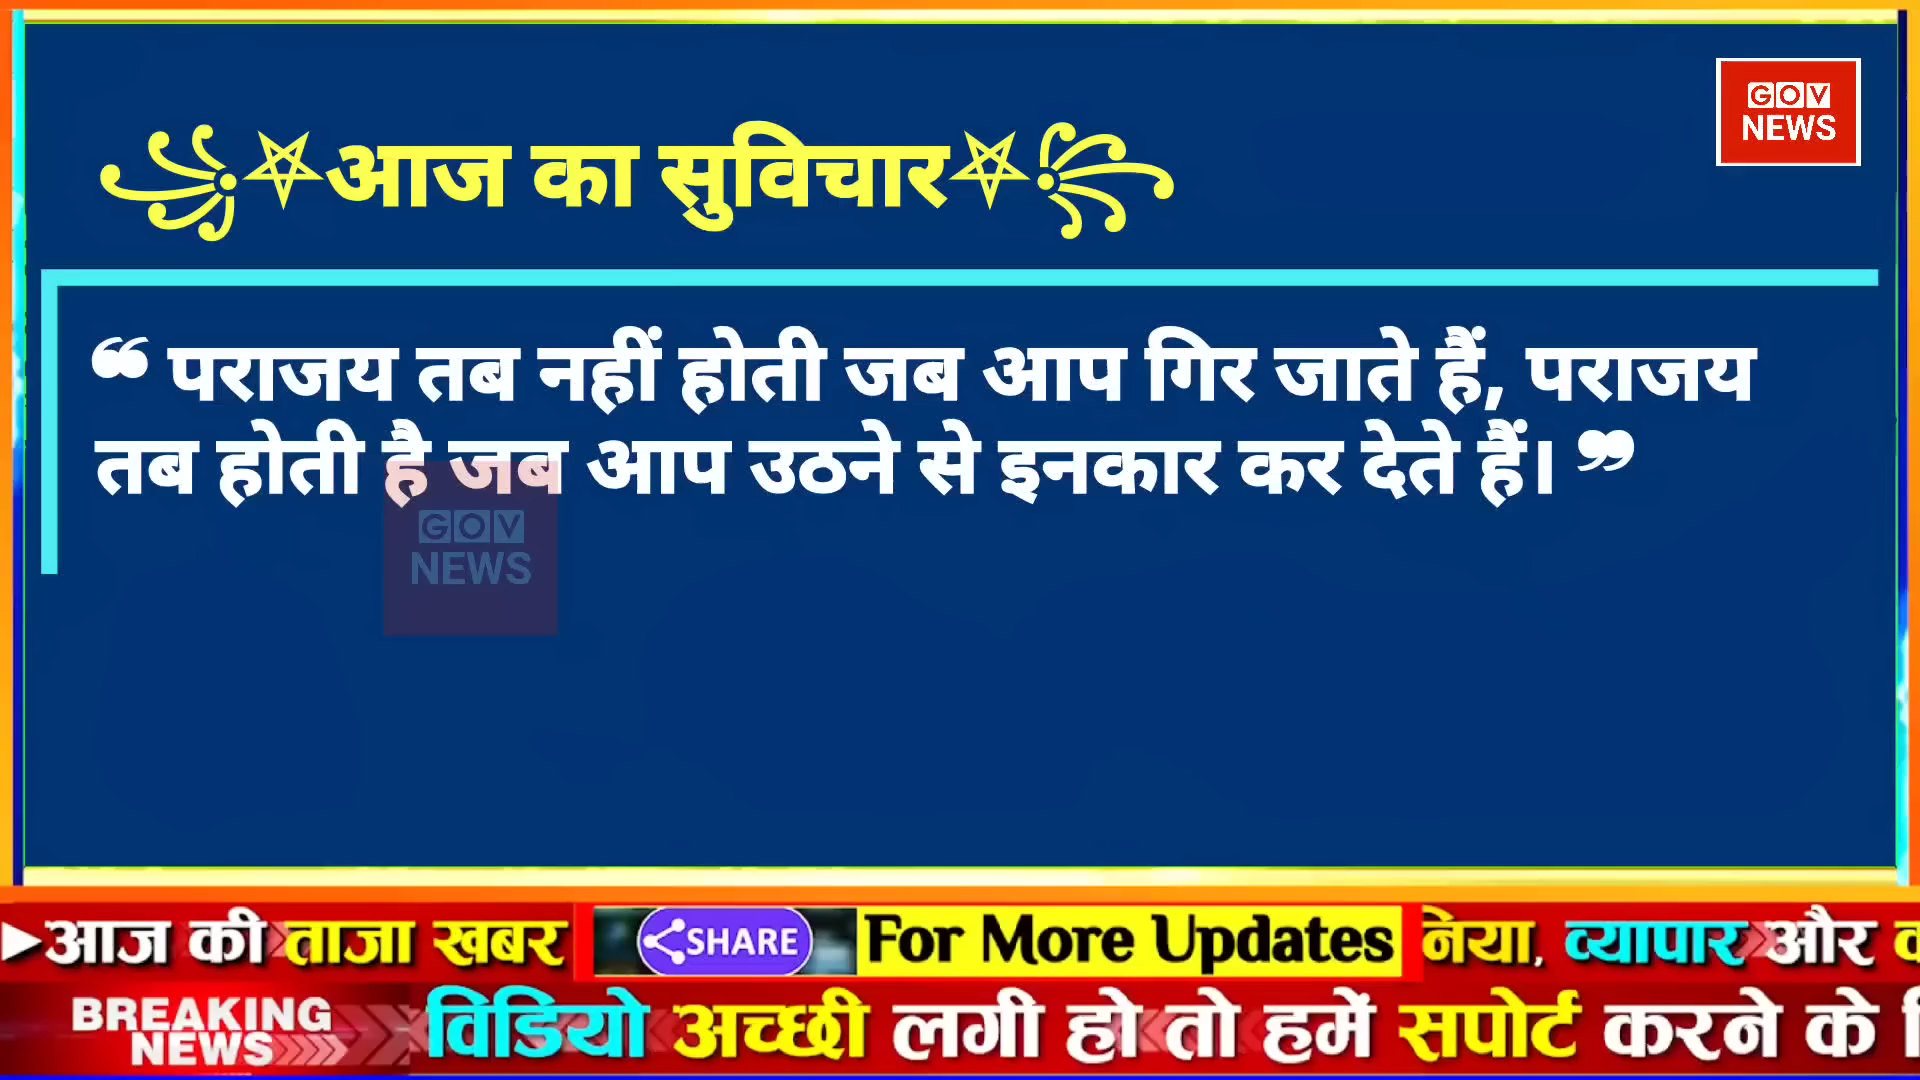 GOV
NEWS
आज का सुविचार
❝ पराजय तब नहीं होती जब आप गिर जाते हैं, पराजय
तब होती है जब आप उठने से इनकार कर देते हैं। ❞
GOV
NEWS
आज की ताजा खबर
SHARE
For More Updates
व्यापार और
BREAKING
NEWS
विडियो अच्छी लगी हो तो हमें सपोर्ट करने के